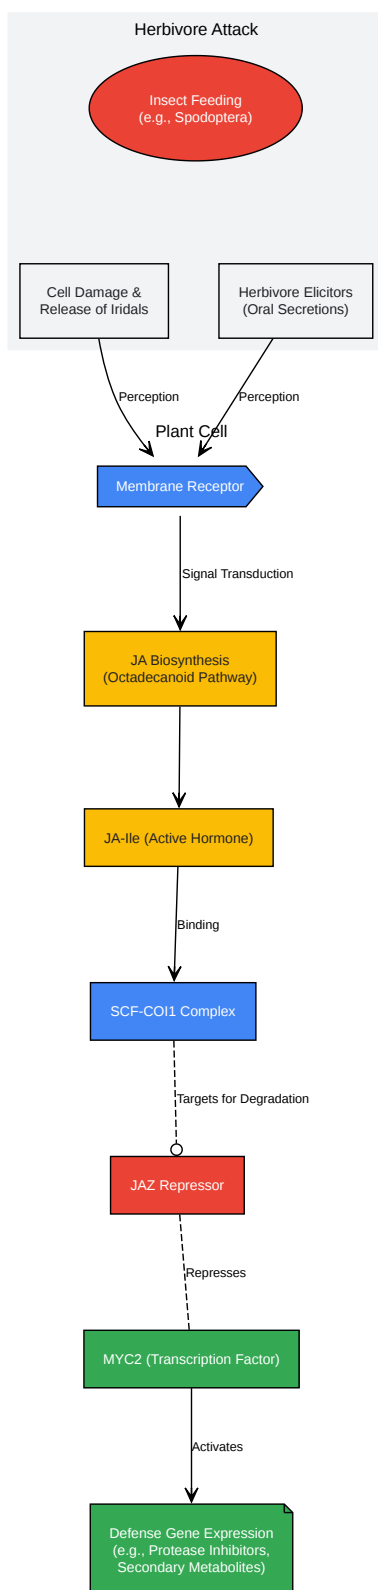 Herbivore Attack
Insect Feeding
(e.g., Spodoptera)
Cell Damage &
Release of Iridals
Herbivore Elicitors
(Oral Secretions)
Perception
Perception
Plant Cell
Membrane Receptor
Signal Transduction
JA Biosynthesis
(Octadecanoid Pathway)
JA-Ile (Active Hormone)
Binding
SCF-COI1 Complex
Targets for Degradation
JAZ Repressor
Represses
MYC2 (Transcription Factor)
Activates
Defense Gene Expression
(e.g., Protease Inhibitors,
Secondary Metabolites)